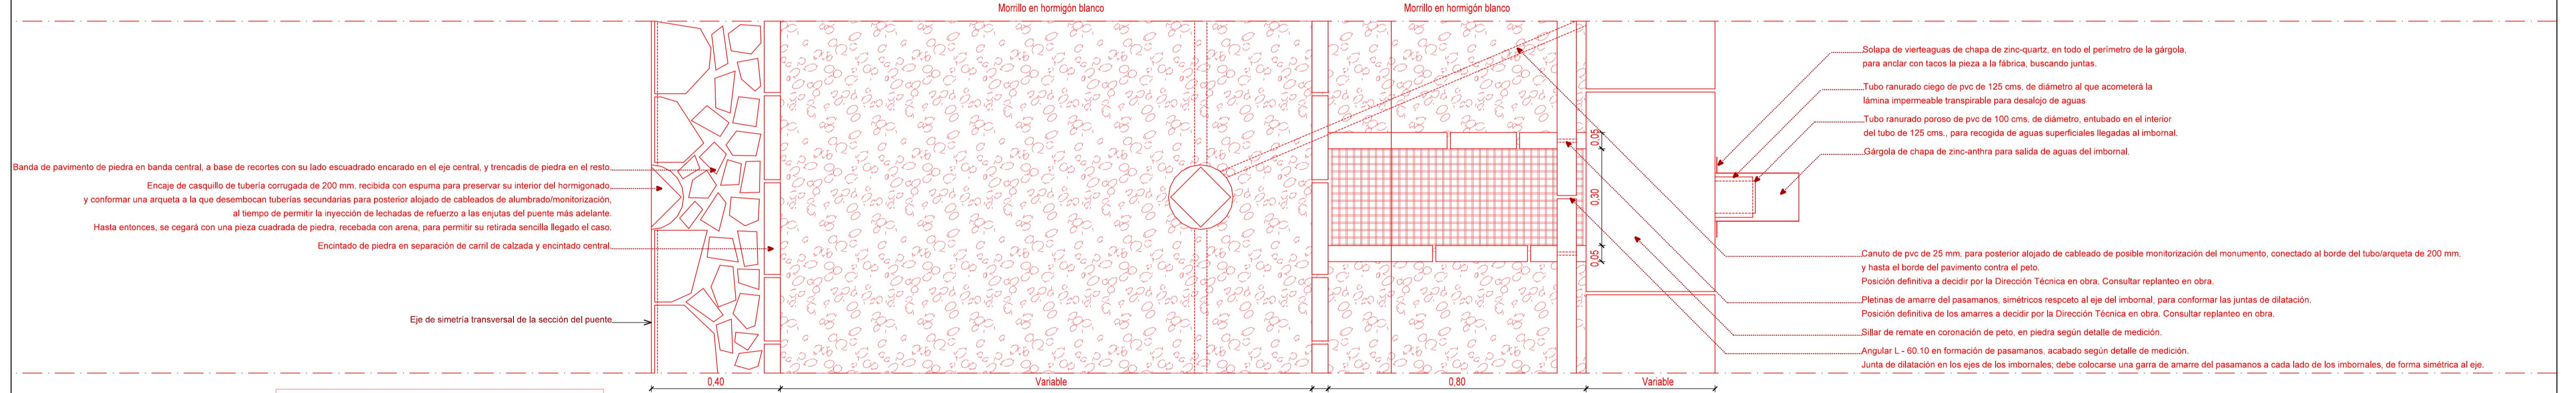 Morrillo en hormigón blanco
Morrillo en hormigón blanco
Banda de pavimento de piedra en banda central, a base de recortes con su lado escuadrado encarado en el eje central, y trencadis de piedra en el resto.
Encaje de casquillo de tubería corrugada de 200 mm. recibida con espuma para preservar su interior del hormigonado,
y conformar una arqueta a la que desembocan tuberías secundarias para posterior alojado de cableados de alumbrado/monitorización,
al tiempo de permitir la inyección de lechadas de refuerzo a las enjutas del puente más adelante.
Hasta entonces, se cegará con una pieza cuadrada de piedra, recebada con arena, para permitir su retirada sencilla llegado el caso.
Encintado de piedra en separación de carril de calzada y encintado central.
Eje de simetría transversal de la sección del puente
0,05
0,30
0,05
Solapa de vierteaguas de chapa de zinc-quartz, en todo el perímetro de la gárgola,
para anclar con tacos la pieza a la fábrica, buscando juntas.
Tubo ranurado ciego de pvc de 125 cms. de diámetro al que acometerá la
lámina impermeable transpirable para desalojo de aguas
Tubo ranurado poroso de pvc de 100 cms. de diámetro, entubado en el interior
del tubo de 125 cms., para recogida de aguas superficiales llegadas al imbornal.
Gárgola de chapa de zinc-anthra para salida de aguas del imbornal.
Canuto de pvc de 25 mm. para posterior alojado de cableado de posible monitorización del monumento, conectado al borde del tubo/arqueta de 200 mm.
y hasta el borde del pavimento contra el peto.
Posición definitiva a decidir por la Dirección Técnica en obra. Consultar replanteo en obra.
Pletinas de amarre del pasamanos, simétricos respceto al eje del imbornal, para conformar las juntas de dilatación.
Posición definitiva de los amarres a decidir por la Dirección Técnica en obra. Consultar replanteo en obra.
Sillar de remate en coronación de peto, en piedra según detalle de medición.
Angular L - 60.10 en formación de pasamanos, acabado según detalle de medición.
Junta de dilatación en los ejes de los imbornales; debe colocarse una garra de amarre del pasamanos a cada lado de los imbornales, de forma simétrica al eje.
0,40
Variable
0,80
Variable